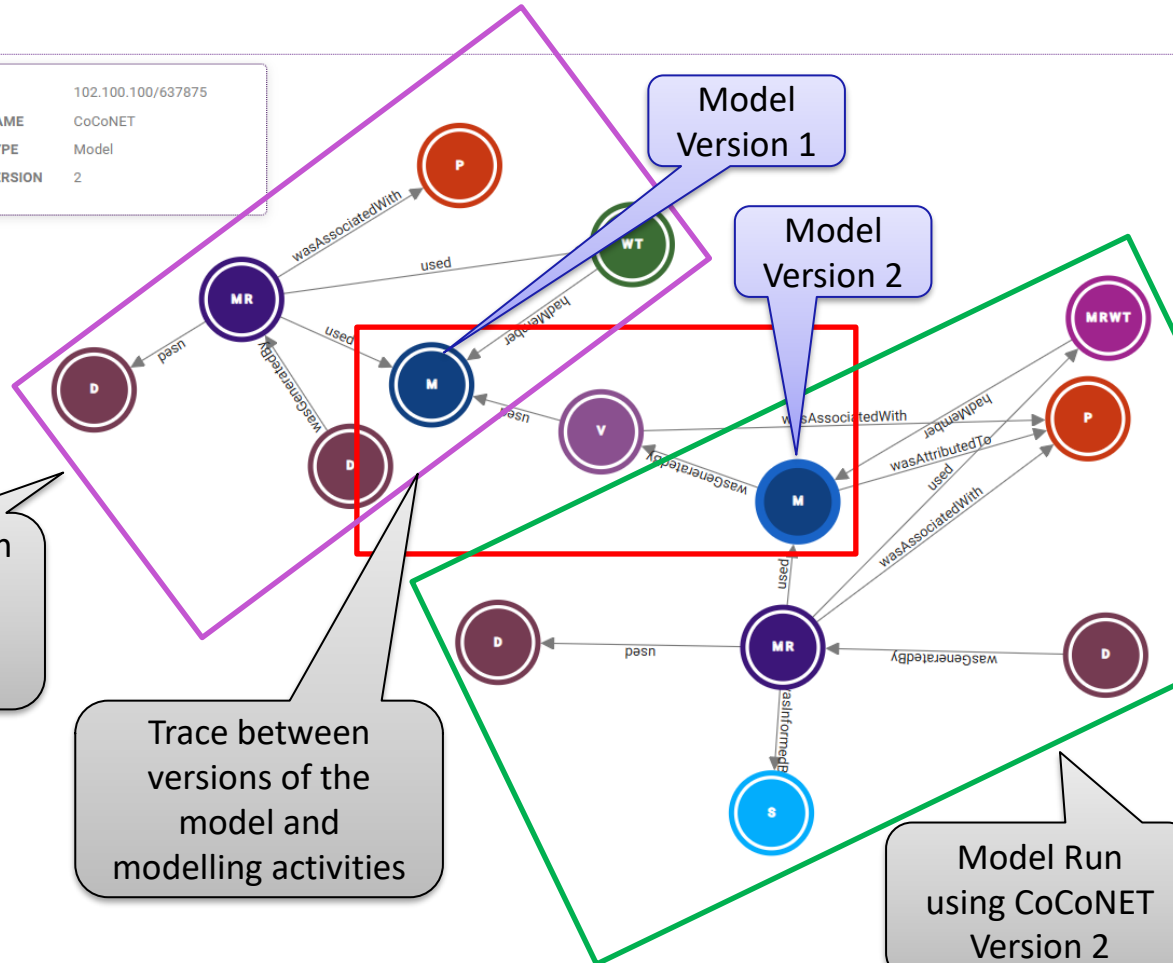 102.100.100/637875
AME CoCoNET
PE Model
ERSION 2
Model
Version 1
Model
Version 2
P
wasAssociatedWith
WT
used
MR
hadMember
used
used
D
M
wasGeneratedBy
D
used
V
wasAssociatedWith
wasGeneratedBy
M
MRWT
hadMember
P
wasAttributedTo
used
wasAssociatedWith
used
D
used
MR
wasGeneratedBy
D
wasInformedB
S
n
Trace between
versions of the
model and
modelling activities
Model Run
using CoCoNET
Version 2